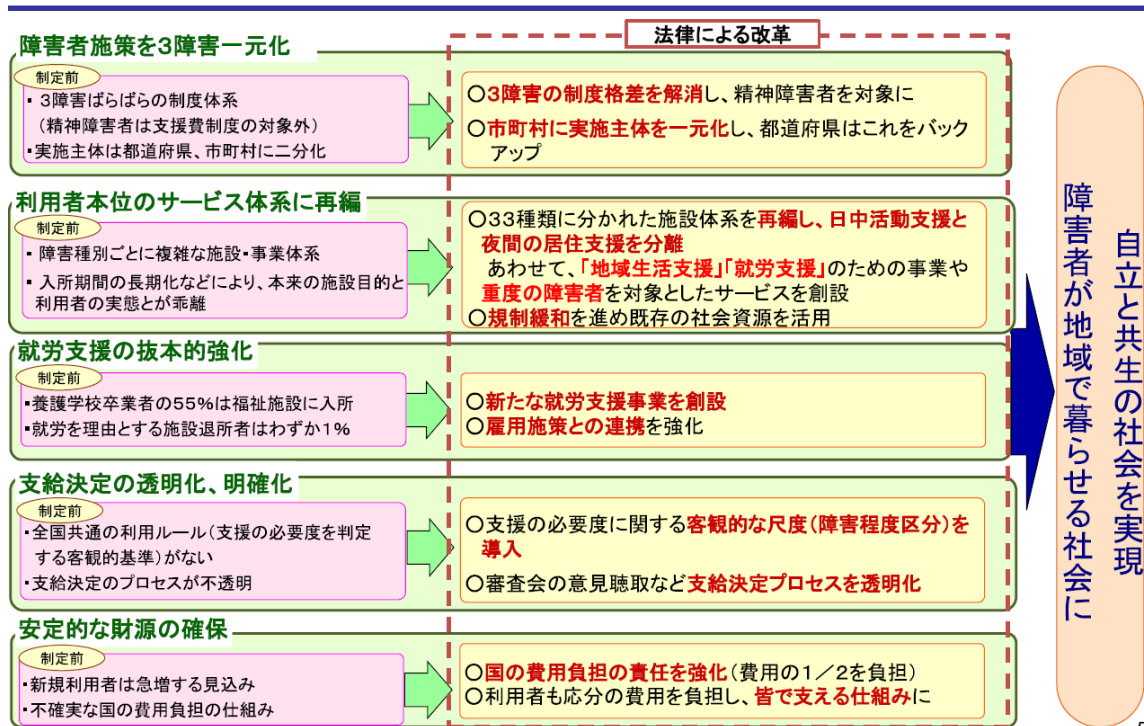 法律による改革
障害者施策を3障害一元化
制定前
・3障害ばらばらの制度体系
（精神障害者は支援費制度の対象外）
・実施主体は都道府県、市町村に二分化
○3障害の制度格差を解消し、精神障害者を対象に
○市町村に実施主体を一元化し、都道府県はこれをバック
アップ
利用者本位のサービス体系に再編
制定前
・障害種別ごとに複雑な施設・事業体系
・入所期間の長期化などにより、本来の施設目的と
利用者の実態とが乖離
○33種類に分かれた施設体系を再編し、日中活動支援と
夜間の居住支援を分離
あわせて、「地域生活支援」「就労支援」のための事業や
重度の障害者を対象としたサービスを創設
○規制緩和を進め既存の社会資源を活用
就労支援の抜本的強化
制定前
・養護学校卒業者の55%は福祉施設に入所
・就労を理由とする施設退所者はわずか1%
○新たな就労支援事業を創設
○雇用施策との連携を強化
支給決定の透明化、明確化
制定前
・全国共通の利用ルール（支援の必要度を判定
する客観的基準）がない
・支給決定のプロセスが不透明
○支援の必要度に関する客観的な尺度（障害程度区分）を
導入
○審査会の意見聴取など支給決定プロセスを透明化
安定的な財源の確保
制定前
・新規利用者は急増する見込み
・不確実な国の費用負担の仕組み
○国の費用負担の責任を強化（費用の1／2を負担）
○利用者も応分の費用を負担し、皆で支える仕組みに
自立と共生の社会を実現
障害者が地域で暮らせる社会に